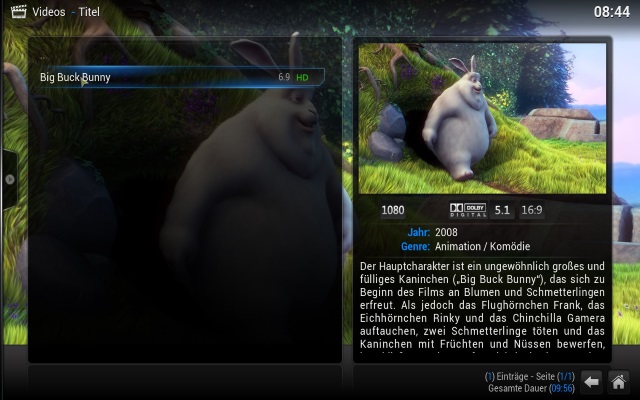 Videos - Titel
08:44
..
Big Buck Bunny 6.9 HD
1080 DOLBY DIGITAL 5.1 16:9
Jahr: 2008
Genre: Animation / Komödie
Der Hauptcharakter ist ein ungewöhnlich großes und
fülliges Kaninchen („Big Buck Bunny“), das sich zu
Beginn des Films an Blumen und Schmetterlingen
erfreut. Als jedoch das Flughörnchen Frank, das
Eichhörnchen Rinky und das Chinchilla Gamera
auftauchen, zwei Schmetterlinge töten und das
Kaninchen mit Früchten und Nüssen bewerfen,
(1) Einträge - Seite (1/1)
Gesamte Dauer (09:56)